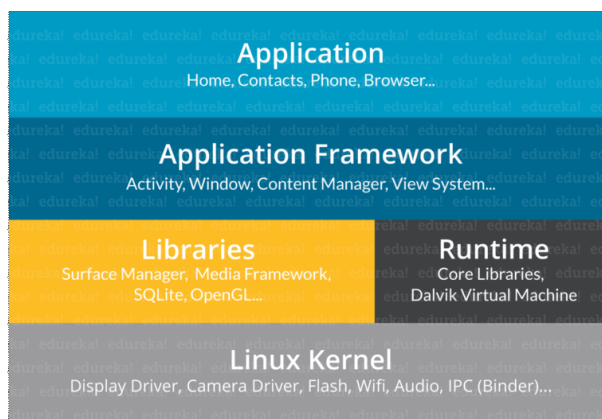 Application
Home, Contacts, Phone, Browser...
Application Framework
Activity, Window, Content Manager, View System...
Libraries
Surface Manager, Media Framework,
SQLite, OpenGL...
Runtime
Core Libraries,
Dalvik Virtual Machine
Linux Kernel
Display Driver, Camera Driver, Flash, Wifi, Audio, IPC (Binder)...
edureka!